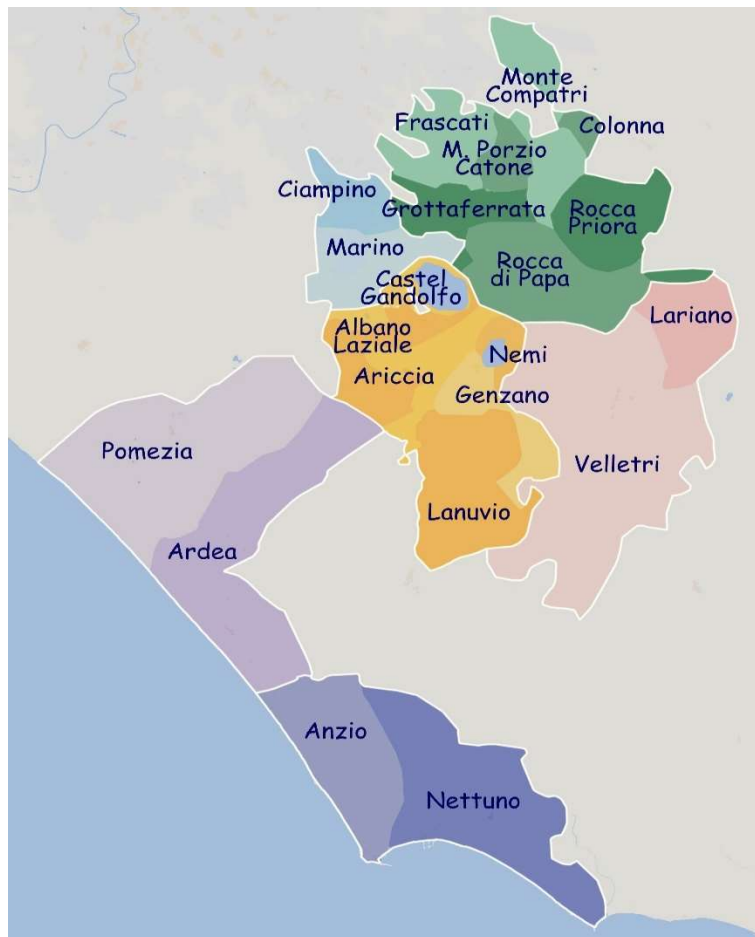 Monte
Compatri
Frascati
Colonna
M. Porzio
Catone
Ciampino
Grottaferrata
Rocca
Priora
Marino
Rocca
di Papa
Castel
Gandolfo
Lariano
Albano
Laziale
Nemi
Ariccia
Genzano
Pomezia
Velletri
Lanuvio
Ardea
Anzio
Nettuno